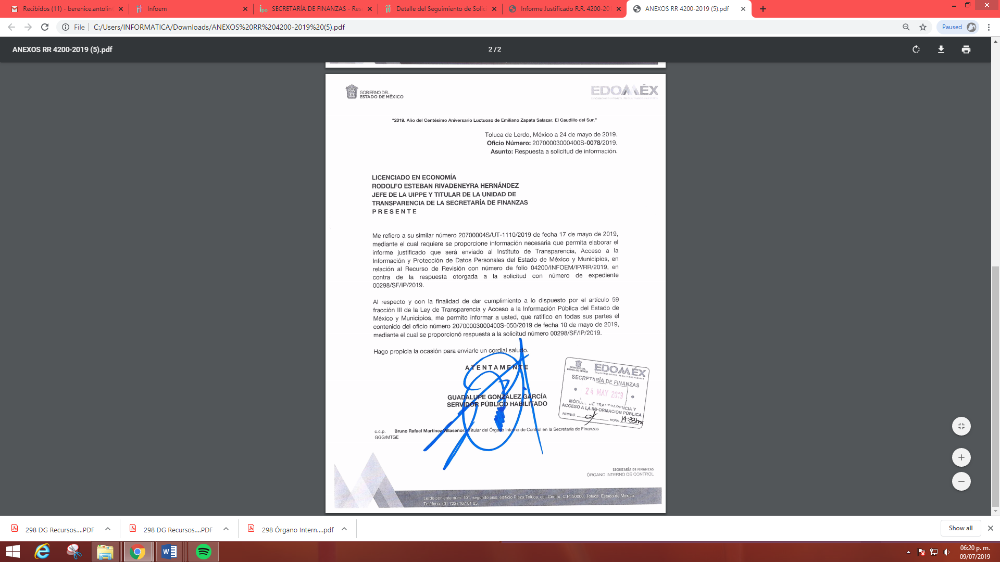 Recibidos (11) - berenice.antolin
Infoem
SECRETARÍA DE FINANZAS - Res
Detalle del Seguimiento de Solici
Informe Justificado R.R. 4200-201
ANEXOS RR 4200-2019 (5).pdf
File
C:/Users/INFORMATICA/Downloads/ANEXOS%20RR%204200-2019%20(5).pdf
Paused
ANEXOS RR 4200-2019 (5).pdf
2 / 2
GOBIERNO DEL
ESTADO DE MÉXICO
EDOMÉX
"2019. Año del Centésimo Aniversario Luctuoso de Emiliano Zapata Salazar. El Caudillo del Sur."
Toluca de Lerdo, México a 24 de mayo de 2019.
Oficio Número: 20700003000400S-0078/2019.
Asunto: Respuesta a solicitud de información.
LICENCIADO EN ECONOMÍA
RODOLFO ESTEBAN RIVADENEYRA HERNÁNDEZ
JEFE DE LA UIPPE Y TITULAR DE LA UNIDAD DE
TRANSPARENCIA DE LA SECRETARÍA DE FINANZAS
P R E S E N T E
Me refiero a su similar número 20700004S/UT-1110/2019 de fecha 17 de mayo de 2019,
mediante el cual requiere se proporcione información necesaria que permita elaborar el
informe justificado que será enviado al Instituto de Transparencia, Acceso a la
Información y Protección de Datos Personales del Estado de México y Municipios, en
relación al Recurso de Revisión con número de folio 04200/INFOEM/IP/RR/2019, en
contra de la respuesta otorgada a la solicitud con número de expediente
00298/SF/IP/2019.
Al respecto y con la finalidad de dar cumplimiento a lo dispuesto por el artículo 59
fracción III de la Ley de Transparencia y Acceso a la Información Pública del Estado de
México y Municipios, me permito informar a usted, que ratifico en todas sus partes el
contenido del oficio número 20700003000400S-050/2019 de fecha 10 de mayo de 2019,
mediante el cual se proporcionó respuesta a la solicitud número 00298/SF/IP/2019.
Hago propicia la ocasión para enviarle un cordial saludo.
A T E N T A M E N T E
GUADALUPE GONZÁLEZ GARCÍA
SERVIDOR PÚBLICO HABILITADO
GOBIERNO DEL
ESTADO DE MÉXICO
EDOMÉX
DECISIONES FIRMES, RESULTADOS FUERTES.
SECRETARÍA DE FINANZAS
24 MAY 2019
MÓDULO DE TRANSPARENCIA Y
ACCESO A LA INFORMACIÓN PÚBLICA
RECIBIÓ: HORA: 14:33hrs
c.c.p. Bruno Rafael Martínez Villaseñor. Titular del Órgano Interno de Control en la Secretaría de Finanzas
GGG/MTGE
SECRETARÍA DE FINANZAS
ÓRGANO INTERNO DE CONTROL
Lerdo poniente núm. 101, segundo piso, edificio Plaza Toluca, col. Centro, C.P. 50000, Toluca, Estado de México.
Teléfono: (01 722) 167 81 85.
298 DG Recursos....PDF
298 DG Recursos....PDF
298 Órgano Intern....pdf
Show all
06:20 p. m.
09/07/2019